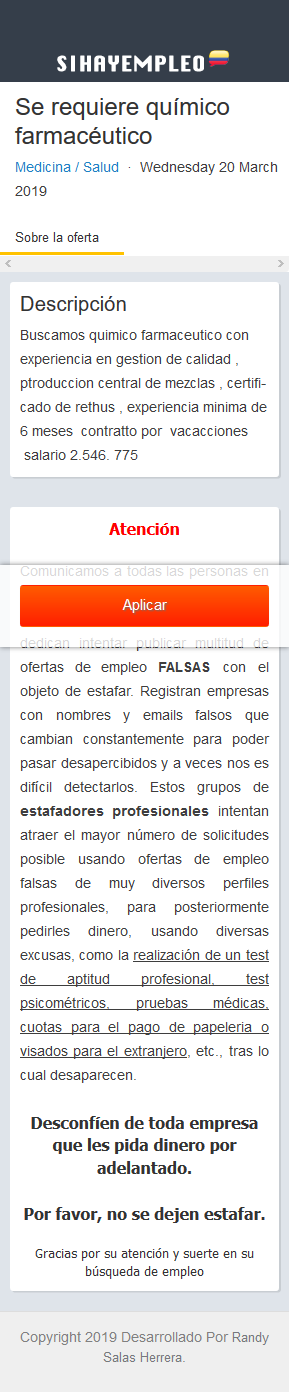 SIHAYEMPLEO
Se requiere químico
farmacéutico
Medicina / Salud · Wednesday 20 March
2019
Sobre la oferta
Descripción
Buscamos quimico farmaceutico con
experiencia en gestion de calidad ,
ptroduccion central de mezclas , certifi-
cado de rethus , experiencia minima de
6 meses contratto por vacacciones
salario 2.546. 775
Atención
Comunicamos a todas las personas en
Aplicar
dedican intentar publicar multitud de
ofertas de empleo FALSAS con el
objeto de estafar. Registran empresas
con nombres y emails falsos que
cambian constantemente para poder
pasar desapercibidos y a veces nos es
difícil detectarlos. Estos grupos de
estafadores profesionales intentan
atraer el mayor número de solicitudes
posible usando ofertas de empleo
falsas de muy diversos perfiles
profesionales, para posteriormente
pedirles dinero, usando diversas
excusas, como la realización de un test
de aptitud profesional, test
psicométricos, pruebas médicas,
cuotas para el pago de papeleria o
visados para el extranjero, etc., tras lo
cual desaparecen.
Desconfíen de toda empresa
que les pida dinero por
adelantado.
Por favor, no se dejen estafar.
Gracias por su atención y suerte en su
búsqueda de empleo
Copyright 2019 Desarrollado Por Randy
Salas Herrera.